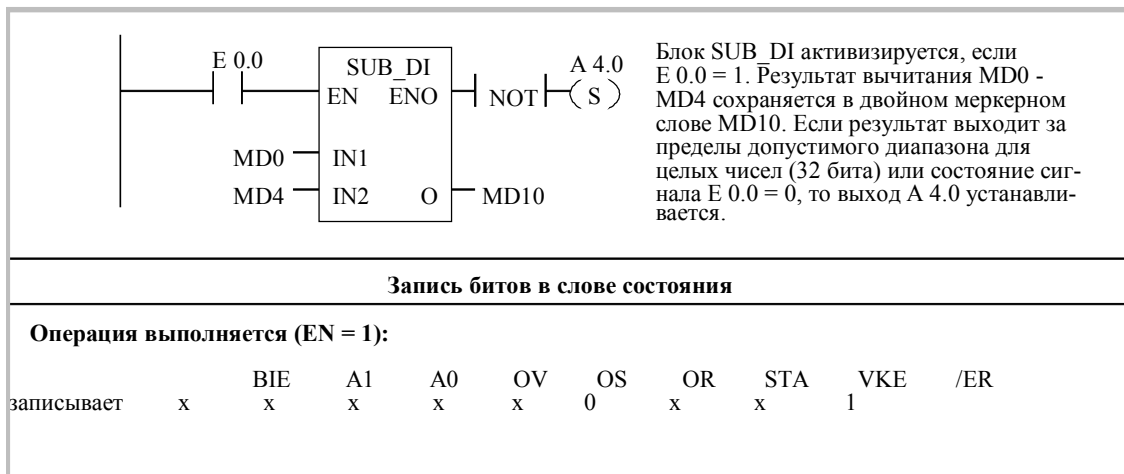 E 0.0
SUB_DI
EN ENO
NOT
A 4.0
( S )
MD0
IN1
MD4
IN2
O
MD10
Блок SUB_DI активизируется, если
E 0.0 = 1. Результат вычитания MD0 -
MD4 сохраняется в двойном меркерном
слове MD10. Если результат выходит за
пределы допустимого диапазона для
целых чисел (32 бита) или состояние сиг-
нала E 0.0 = 0, то выход A 4.0 устанавли-
вается.
Запись битов в слове состояния
Операция выполняется (EN = 1):
BIE A1 A0 OV OS OR STA VKE /ER
записывает x x x x x 0 x x 1